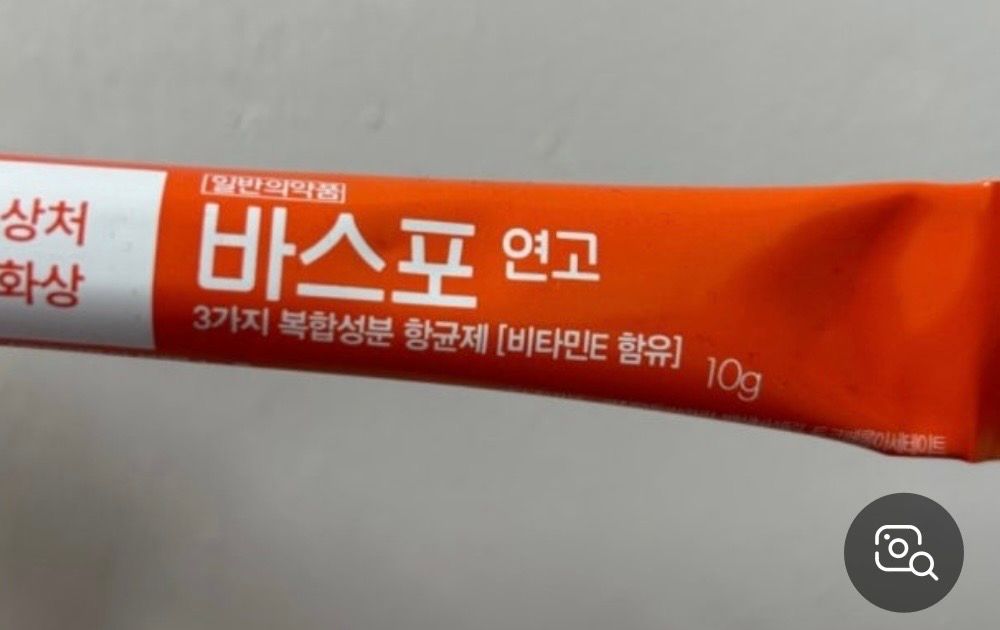 상처
화상
[일반의약품]
바스포 연고
3가지 복합성분 항균제 [비타민E 함유]
10g